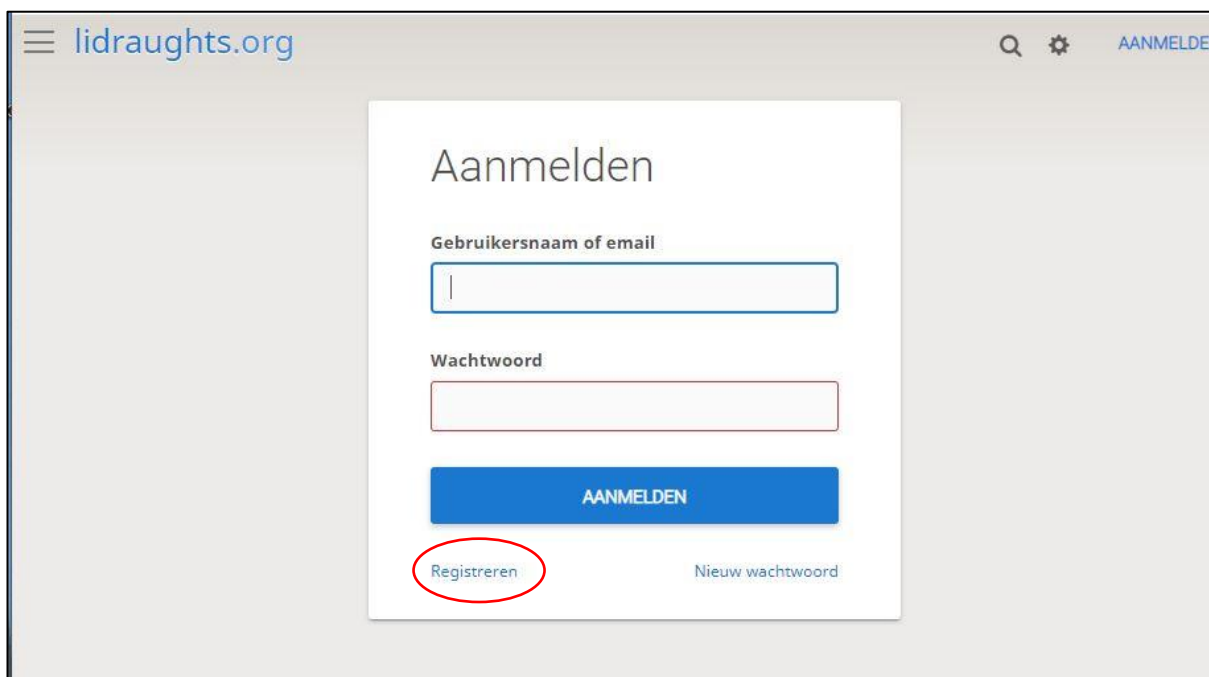 lidraughts.org
AANMELDE
Aanmelden
Gebruikersnaam of email
Wachtwoord
AANMELDEN
Registreren Nieuw wachtwoord